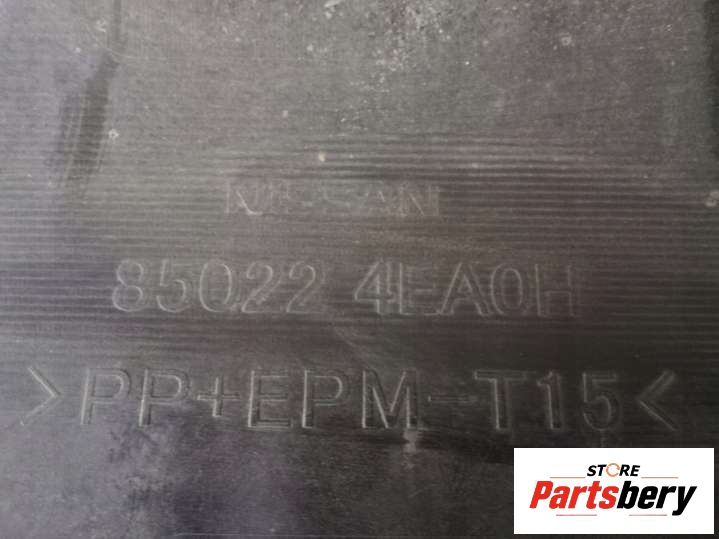 NISSAN
85022 4EA0H
>PP+EPM-T15<
STORE
Partsbery